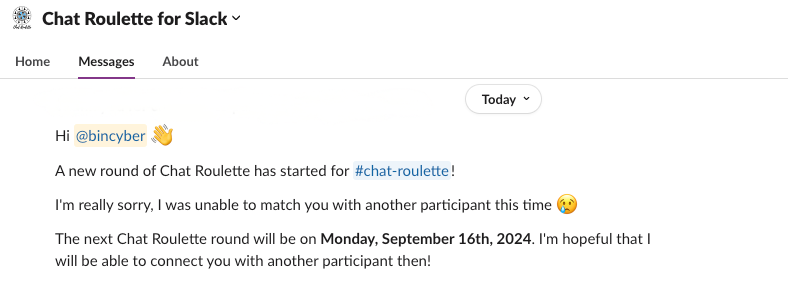 Chat Roulette for Slack
Home Messages About
Today
Hi @bincyber 👋
A new round of Chat Roulette has started for #chat-roulette!
I'm really sorry, I was unable to match you with another participant this time 😢
The next Chat Roulette round will be on Monday, September 16th, 2024. I'm hopeful that I
will be able to connect you with another participant then!